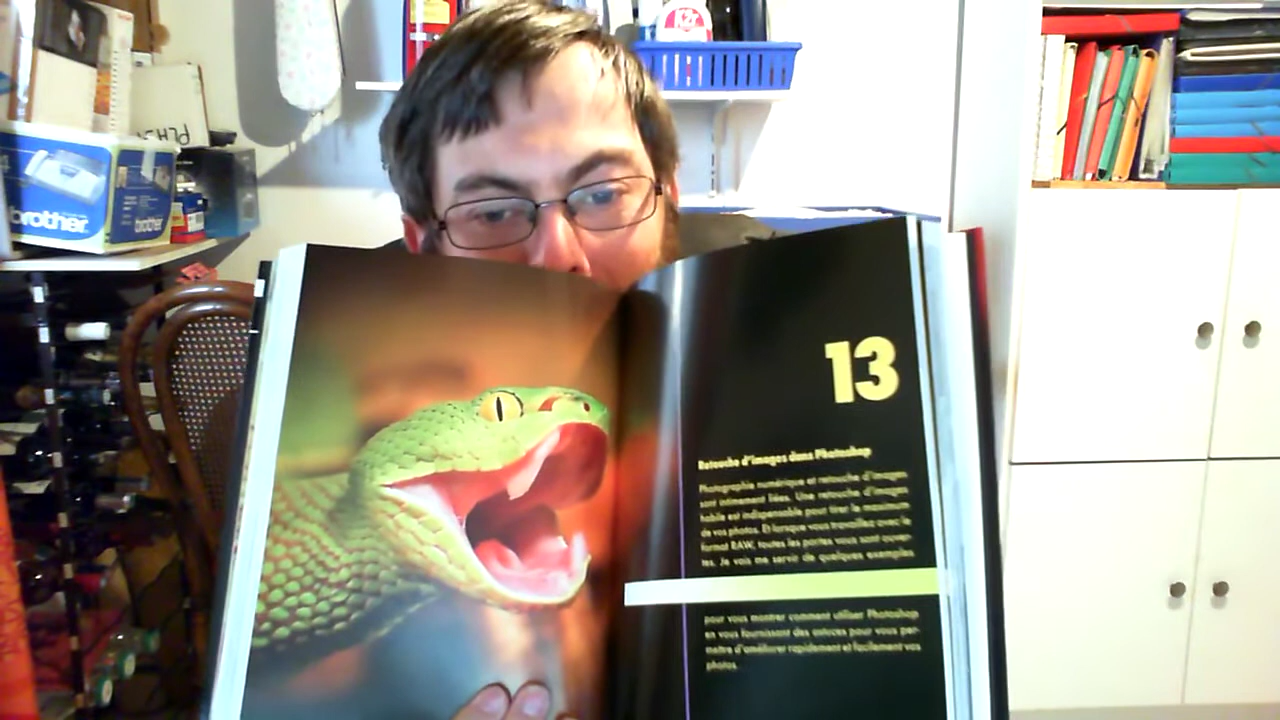 brother
brother
13
Retouche d'images dans Photoshop
Photographie numérique et retouche d'images
sont intimement liées. Une retouche d'images
habile est indispensable pour tirer le maximum
de vos photos. Et lorsque vous travaillez avec le
format RAW, toutes les portes vous sont ouver-
tes. Je vais me servir de quelques exemples
pour vous montrer comment utiliser Photoshop
en vous fournissant des astuces pour vous per-
mettre d'améliorer rapidement et facilement vos
photos.